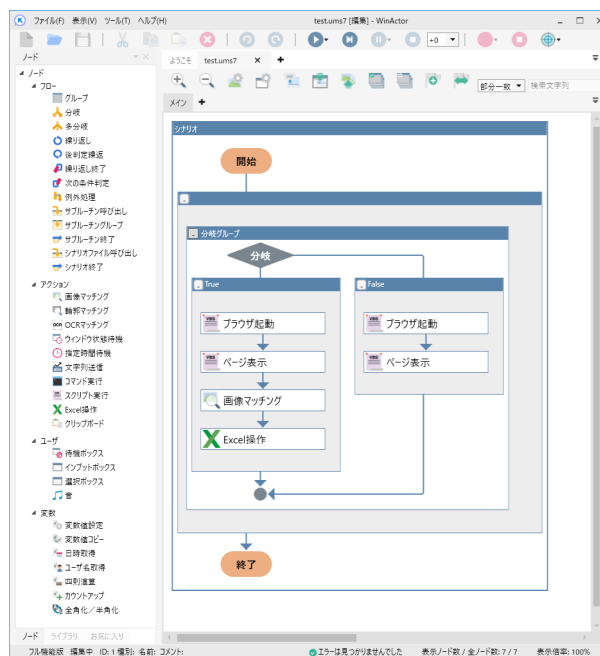 ファイル(F) 表示(V) ツール(T) ヘルプ(H)
test.ums7 [編集] - WinActor
+0
ノード
ようこそ test.ums7
部分一致 検索文字列
メイン
ノード
フロー
グループ
分岐
多分岐
繰り返し
後判定繰返
繰り返し終了
次の条件判定
例外処理
サブルーチン呼び出し
サブルーチングループ
サブルーチン終了
シナリオファイル呼び出し
シナリオ終了
アクション
画像マッチング
輪郭マッチング
OCR OCRマッチング
ウィンドウ状態待機
指定時間待機
文字列送信
コマンド実行
スクリプト実行
Excel操作
クリップボード
ユーザ
待機ボックス
インプットボックス
選択ボックス
音
変数
変数値設定
変数値コピー
日時取得
ユーザ名取得
四則演算
カウントアップ
全角化／半角化
シナリオ
開始
分岐グループ
分岐
True
False
VBS ブラウザ起動
VBS ページ表示
画像マッチング
Excel操作
VBS ブラウザ起動
VBS ページ表示
終了
ノード ライブラリ お気に入り
フル機能版 編集中 ID: 1 種別: 名前: コメント:
エラーは見つかりませんでした 表示ノード数 / 全ノード数: 7 / 7 表示倍率: 100%